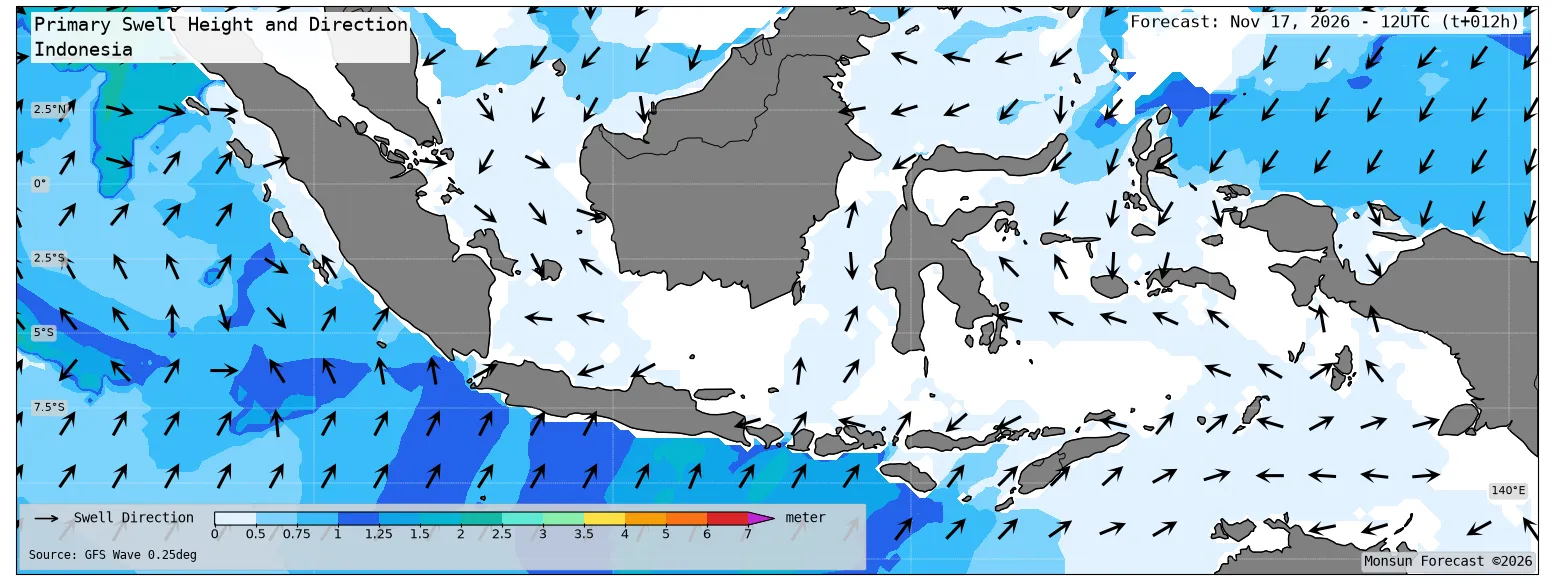 Primary Swell Height and Direction
Indonesia
Forecast: Nov 17, 2026 - 12UTC (t+012h)
2.5°N
0°
2.5°S
5°S
7.5°S
140°E
Swell Direction
meter
0 0.5 0.75 1 1.25 1.5 2 2.5 3 3.5 4 5 6 7
Source: GFS Wave 0.25deg
Monsun Forecast ©2026